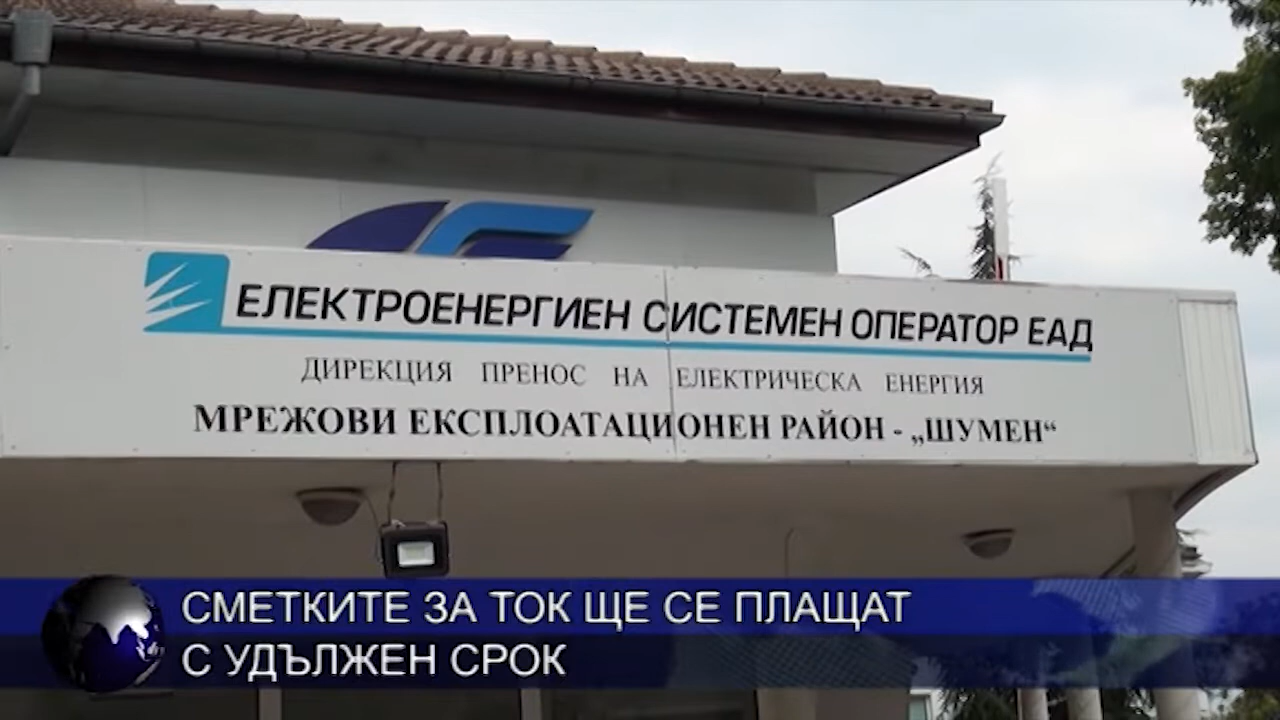 ЕЛЕКТРОЕНЕРГИЕН СИСТЕМЕН ОПЕРАТОР ЕАД
ДИРЕКЦИЯ ПРЕНОС НА ЕЛЕКТРИЧЕСКА ЕНЕРГИЯ
МРЕЖОВИ ЕКСПЛОАТАЦИОНЕН РАЙОН - „ШУМЕН“
СМЕТКИТЕ ЗА ТОК ЩЕ СЕ ПЛАЩАТ
С УДЪЛЖЕН СРОК